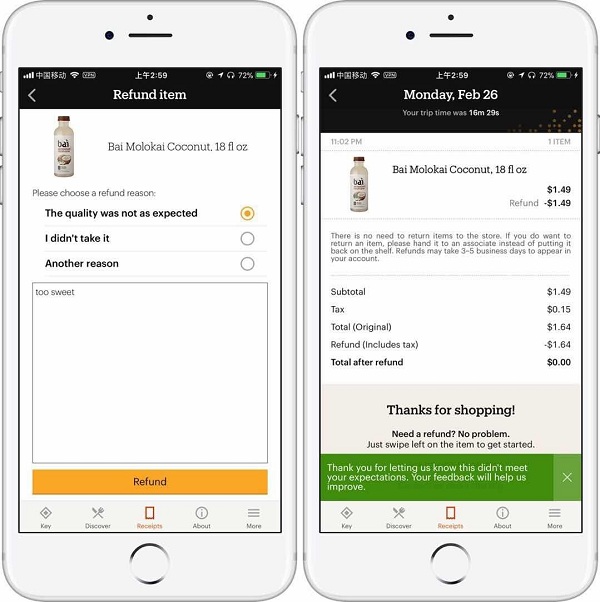 中国移动 VPN 上午2:59 72%
Refund item
bai
Bai Molokai Coconut, 18 fl oz
Please choose a refund reason:
The quality was not as expected
I didn't take it
Another reason
too sweet
Refund
Key Discover Receipts About More
中国移动 VPN 上午2:59 72%
Monday, Feb 26
Your trip time was 16m 29s
11:02 PM 1 ITEM
bai
Bai Molokai Coconut, 18 fl oz
$1.49
Refund -$1.49
There is no need to return items to the store. If you do want to
return an item, please hand it to an associate instead of putting it
back on the shelf. Refunds may take 3-5 business days to appear in
your account.
Subtotal $1.49
Tax $0.15
Total (Original) $1.64
Refund (Includes tax) -$1.64
Total after refund $0.00
Thanks for shopping!
Need a refund? No problem.
Just swipe left on the item to get started.
Thank you for letting us know this didn't meet
your expectations. Your feedback will help us
improve.
Key Discover Receipts About More